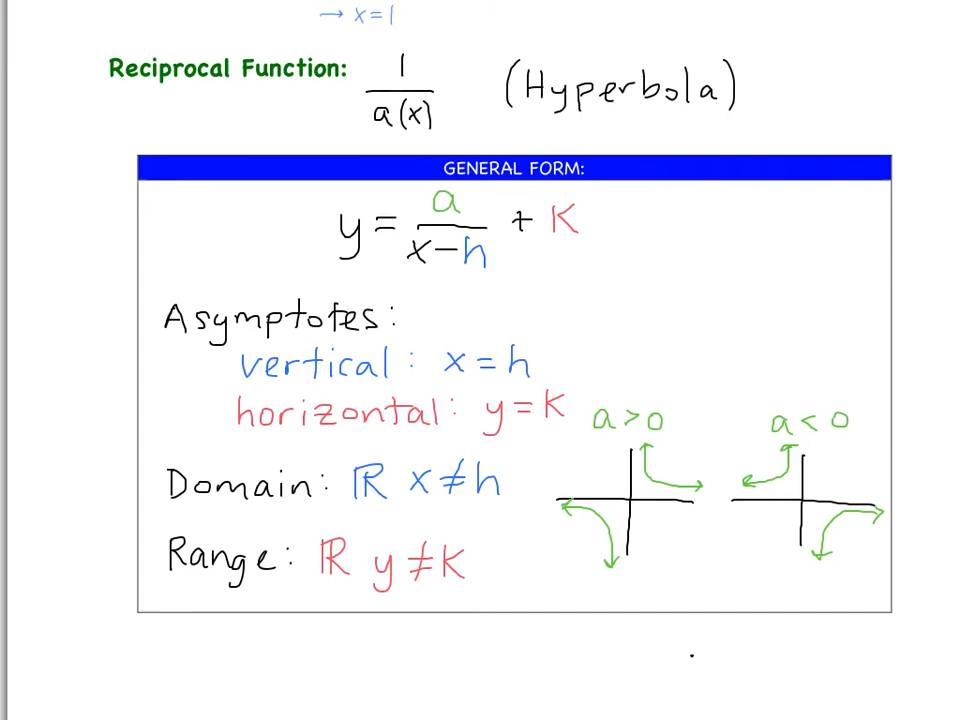 → x=1
Reciprocal Function: 1/a(x) (Hyperbola)
GENERAL FORM:
y = a/(x-h) + K
Asymptotes:
vertical: x=h
horizontal: y=K
a>0 a<0
Domain: ℝ x≠h
Range: ℝ y≠K